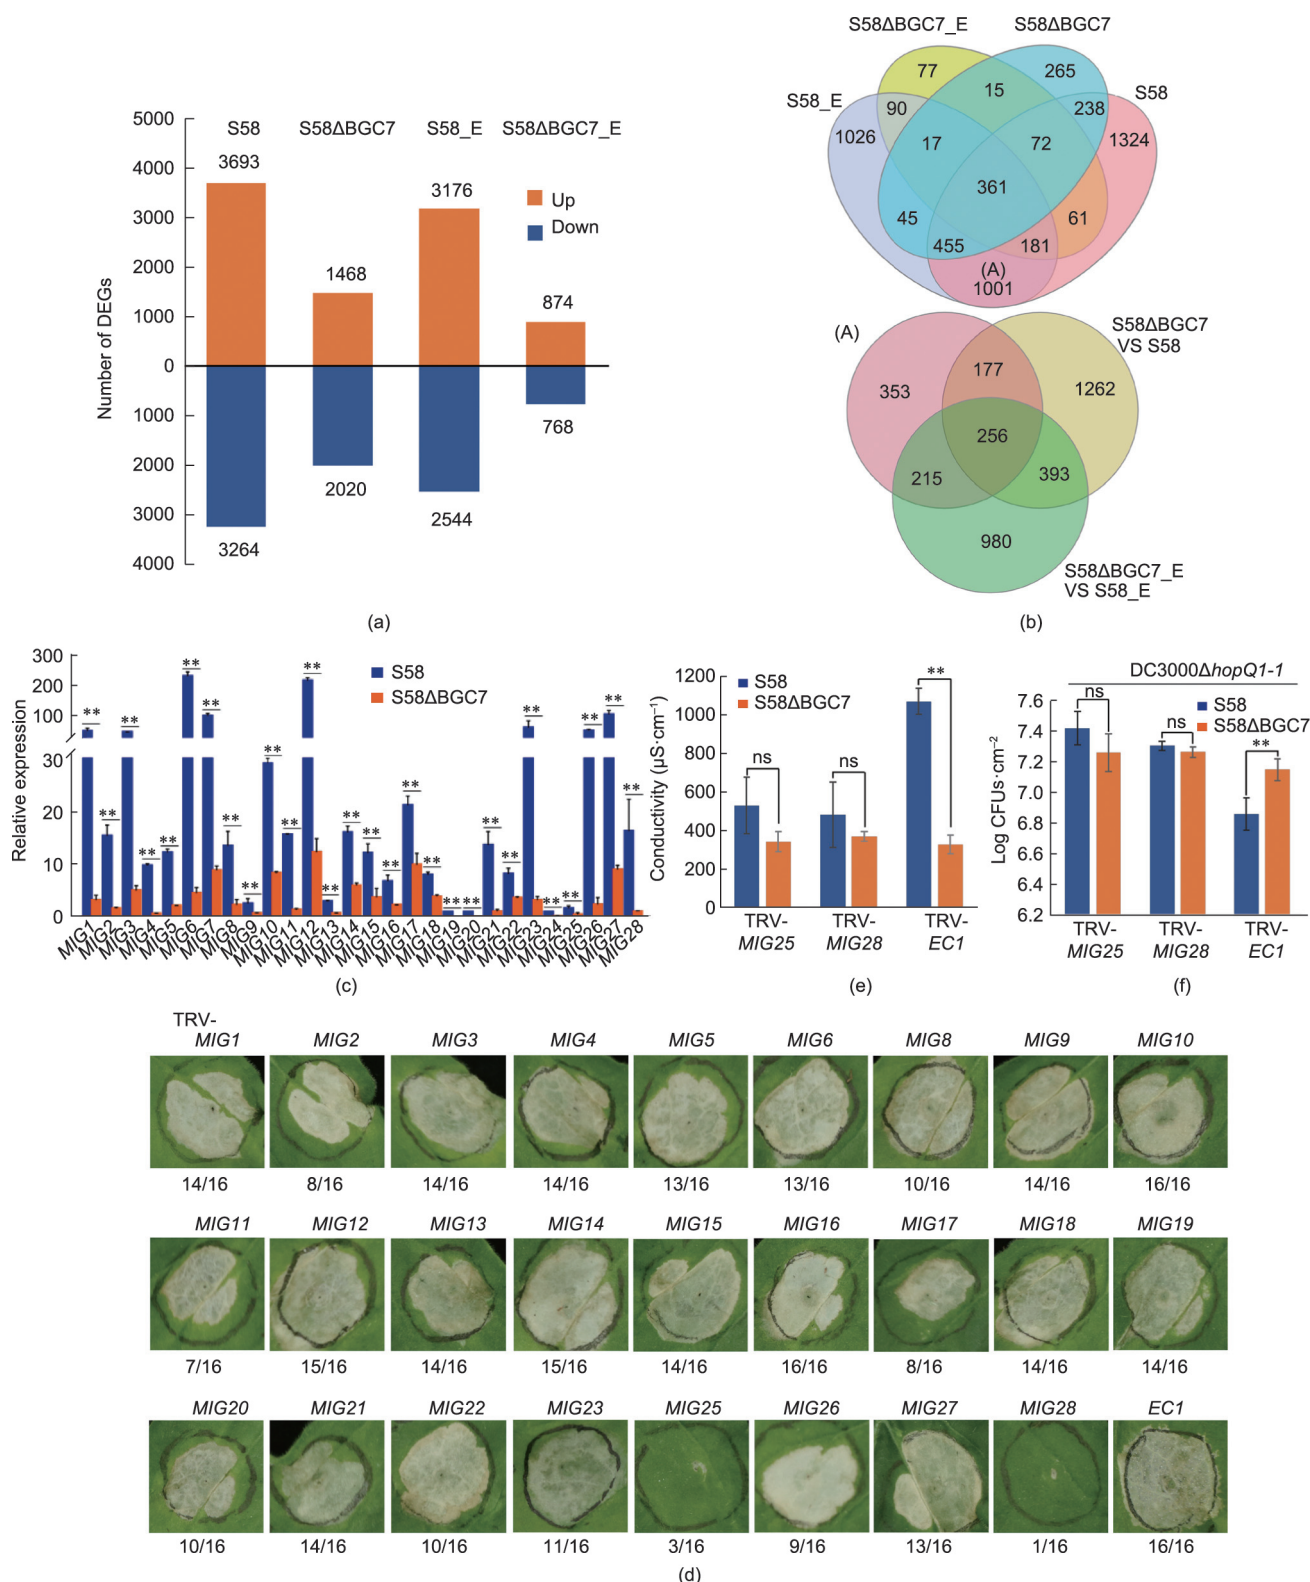 S58 S58ΔBGC7 S58_E S58ΔBGC7_E
5000
4000
3000
2000
1000
0
1000
2000
3000
4000
Number of DEGs
3693
1468
3176
874
3264
2020
2544
768
Up
Down
(a)
S58ΔBGC7_E S58ΔBGC7
S58_E S58
77 15 265
90 238
1026 17 72 1324
361
45 61
455 181
(A)
1001
(A)
S58ΔBGC7
VS S58
177
353 1262
256
215 393
980
S58ΔBGC7_E
VS S58_E
(b)
300
200
100
30
20
10
0
Relative expression
S58
S58ΔBGC7
** ** ** ** ** ** ** ** ** ** ** ** ** ** ** ** ** ** ** ** ** ** ** ** ** ** ** **
MIG1 MIG2 MIG3 MIG4 MIG5 MIG6 MIG7 MIG8 MIG9 MIG10 MIG11 MIG12 MIG13 MIG14 MIG15 MIG16 MIG17 MIG18 MIG19 MIG20 MIG21 MIG22 MIG23 MIG24 MIG25 MIG26 MIG27 MIG28
(c)
1200
1000
800
600
400
200
0
Conductivity (μS·cm⁻¹)
S58
S58ΔBGC7
ns ns **
TRV- TRV- TRV-
MIG25 MIG28 EC1
(e)
DC3000ΔhopQ1-1
7.6
7.4
7.2
7.0
6.8
6.6
6.4
6.2
Log CFUs·cm⁻²
S58
S58ΔBGC7
ns ns **
TRV- TRV- TRV-
MIG25 MIG28 EC1
(f)
TRV-
MIG1 MIG2 MIG3 MIG4 MIG5 MIG6 MIG8 MIG9 MIG10
14/16 8/16 14/16 14/16 13/16 13/16 10/16 14/16 16/16
MIG11 MIG12 MIG13 MIG14 MIG15 MIG16 MIG17 MIG18 MIG19
7/16 15/16 14/16 15/16 14/16 16/16 8/16 14/16 14/16
MIG20 MIG21 MIG22 MIG23 MIG25 MIG26 MIG27 MIG28 EC1
10/16 14/16 10/16 11/16 3/16 9/16 13/16 1/16 16/16
(d)